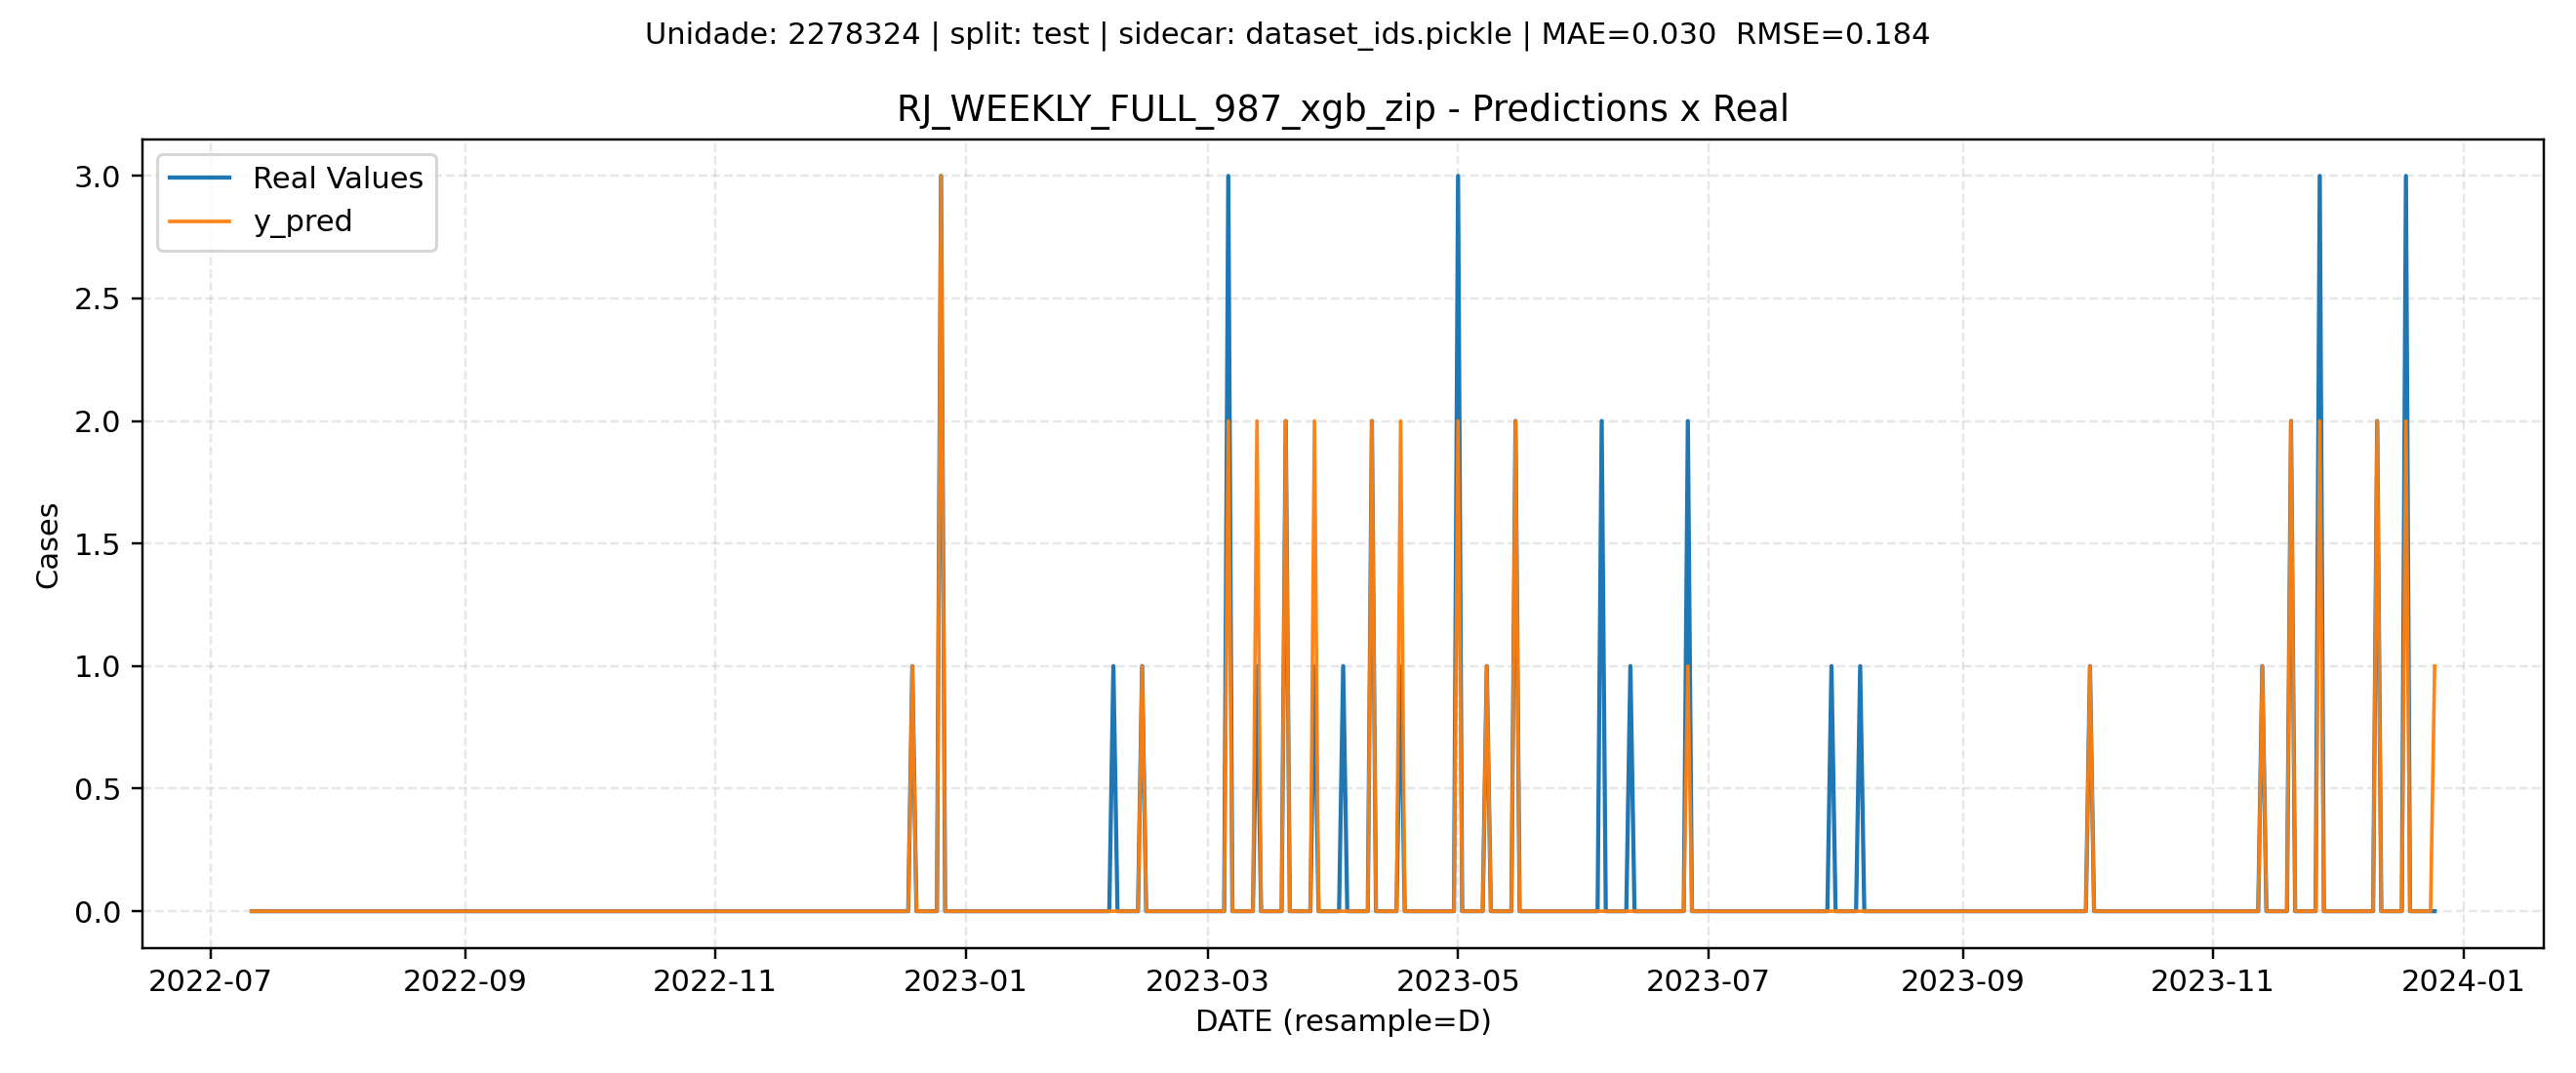 Unidade: 2278324 | split: test | sidecar: dataset_ids.pickle | MAE=0.030  RMSE=0.184
RJ_WEEKLY_FULL_987_xgb_zip - Predictions x Real
Real Values
y_pred
3.0
2.5
2.0
1.5
1.0
0.5
0.0
Cases
2022-07 2022-09 2022-11 2023-01 2023-03 2023-05 2023-07 2023-09 2023-11 2024-01
DATE (resample=D)